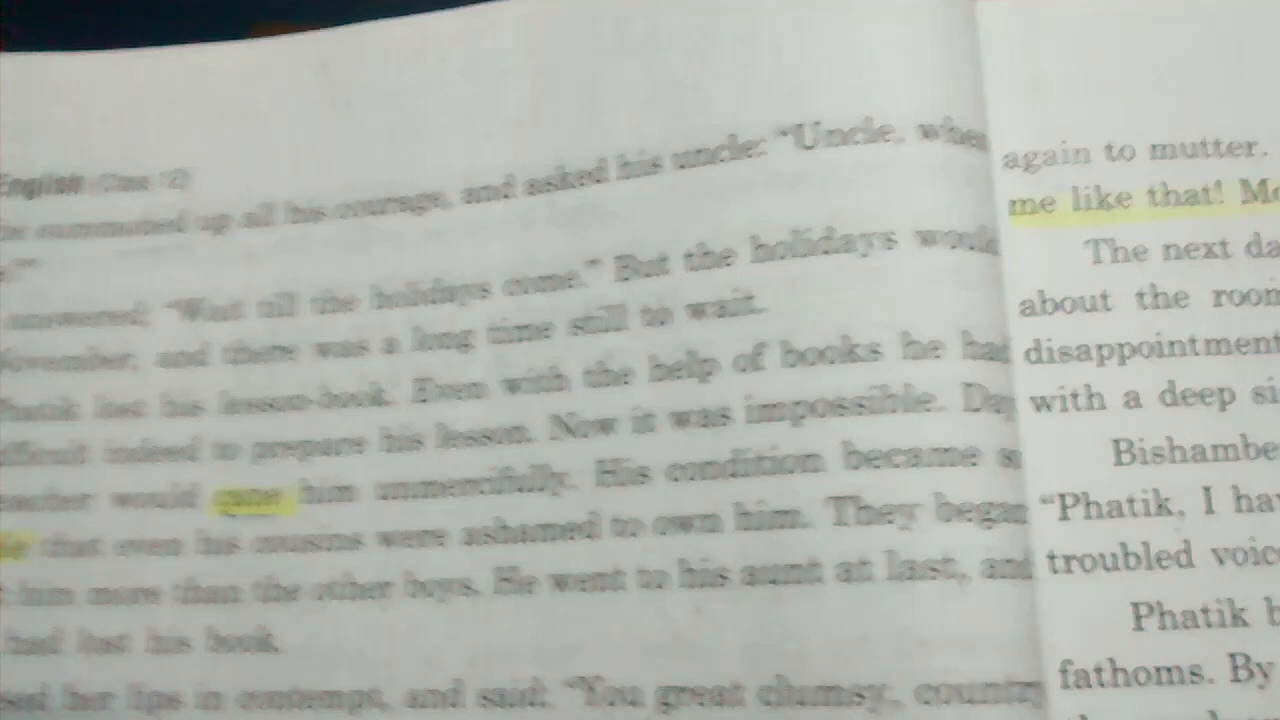 English (Class 12)
summoned up all his courage, and asked his uncle: "Uncle, when
answered; "Wait till the holidays come." But the holidays would
November, and there was a long time still to wait.
Phatik lost his lesson-book. Even with the help of books he had
difficult indeed to prepare his lesson. Now it was impossible. Day
teacher would cane him unmercifully. His condition became s
that even his cousins were ashamed to own him. They began
him more than the other boys. He went to his aunt at last, and
had lost his book.
her lips in contempt, and said: "You great clumsy, country
again to mutter.
me like that! Mo
The next da
about the room
disappointment
with a deep si
Bishambe
"Phatik, I ha
troubled voic
Phatik b
fathoms. By